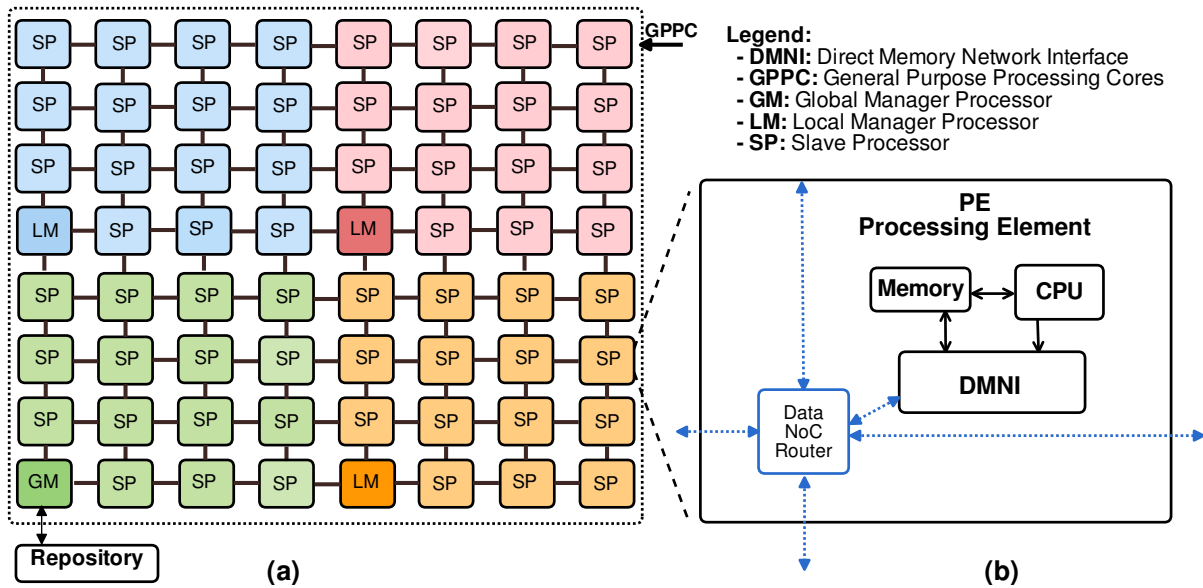 SP SP SP SP SP SP SP SP
GPPC
SP SP SP SP SP SP SP SP
SP SP SP SP SP SP SP SP
LM SP SP SP LM SP SP SP
SP SP SP SP SP SP SP SP
SP SP SP SP SP SP SP SP
SP SP SP SP SP SP SP SP
GM SP SP SP LM SP SP SP
Repository
(a)
Legend:
- DMNI: Direct Memory Network Interface
- GPPC: General Purpose Processing Cores
- GM: Global Manager Processor
- LM: Local Manager Processor
- SP: Slave Processor
PE
Processing Element
Memory
CPU
DMNI
Data
NoC
Router
(b)